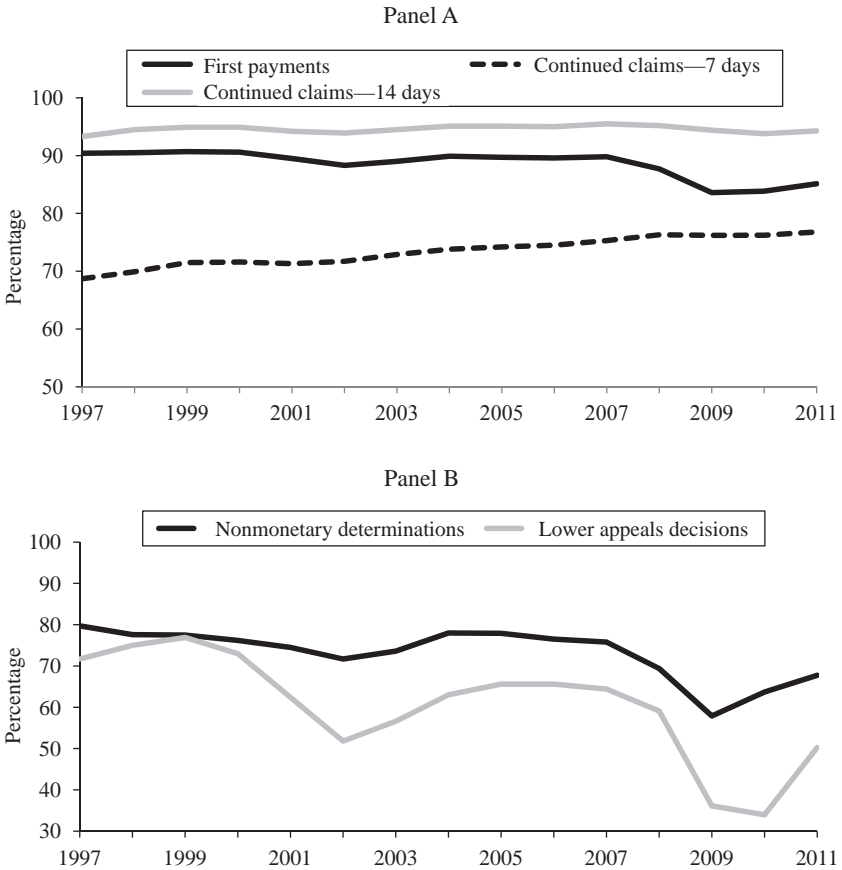 Panel A
First payments
Continued claims—7 days
Continued claims—14 days
Percentage
100
90
80
70
60
50
1997 1999 2001 2003 2005 2007 2009 2011
Panel B
Nonmonetary determinations
Lower appeals decisions
Percentage
100
90
80
70
60
50
40
30
1997 1999 2001 2003 2005 2007 2009 2011